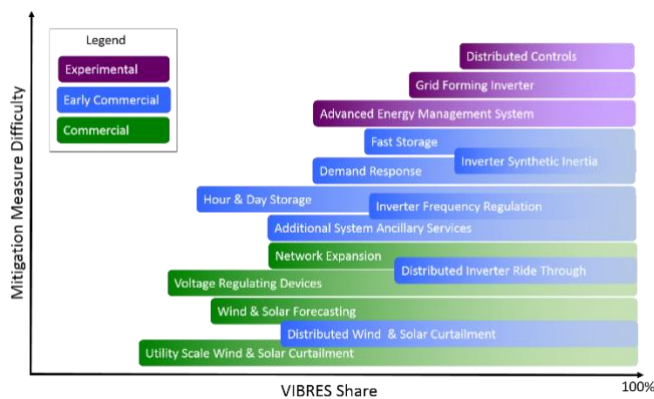 Legend
Experimental
Early Commercial
Commercial
Mitigation Measure Difficulty
Distributed Controls
Grid Forming Inverter
Advanced Energy Management System
Fast Storage
Inverter Synthetic Inertia
Demand Response
Hour & Day Storage
Inverter Frequency Regulation
Additional System Ancillary Services
Network Expansion
Distributed Inverter Ride Through
Voltage Regulating Devices
Wind & Solar Forecasting
Distributed Wind & Solar Curtailment
Utility Scale Wind & Solar Curtailment
VIBRES Share
100%